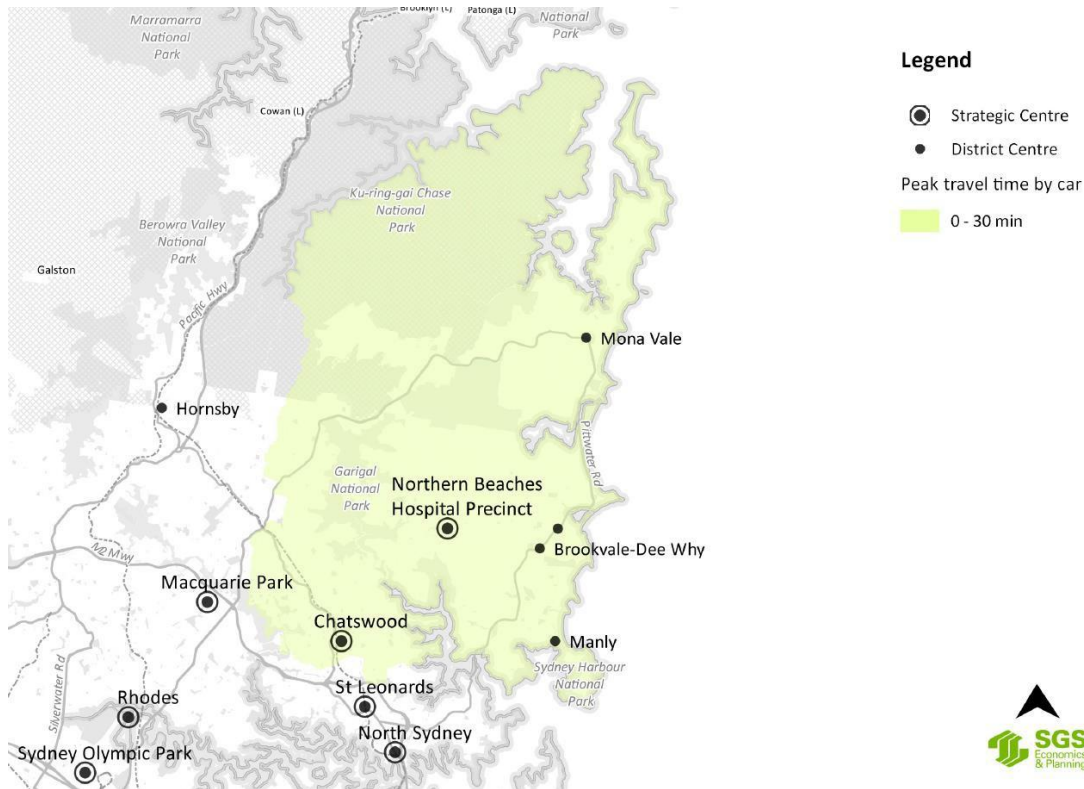 Brooklyn (L)
Patonga (L)
Marramarra
National
Park
National
Park
Cowan (L)
Ku-ring-gai Chase
National
Park
Berowra Valley
National
Park
Galston
Pacific Hwy
Mona Vale
Hornsby
Pittwater Rd
Garigal
National
Park
Northern Beaches
Hospital Precinct
Brookvale-Dee Why
M2 Mwy
Macquarie Park
Chatswood
Manly
Sydney Harbour
National
Park
St Leonards
Silverwater Rd
Rhodes
North Sydney
Sydney Olympic Park
Legend
Strategic Centre
District Centre
Peak travel time by car
0 - 30 min
SGS
Economics
& Planning